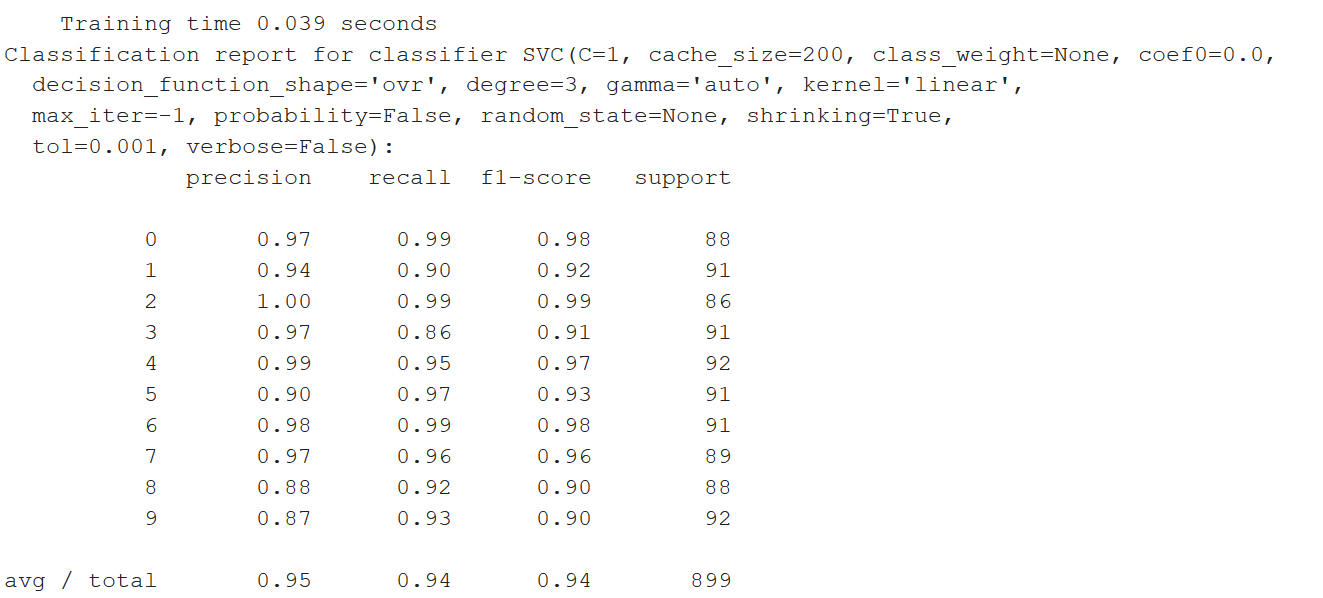 Training time 0.039 seconds
Classification report for classifier SVC(C=1, cache_size=200, class_weight=None, coef0=0.0,
decision_function_shape='ovr', degree=3, gamma='auto', kernel='linear',
max_iter=-1, probability=False, random_state=None, shrinking=True,
tol=0.001, verbose=False):
precision recall f1-score support
0 0.97 0.99 0.98 88
1 0.94 0.90 0.92 91
2 1.00 0.99 0.99 86
3 0.97 0.86 0.91 91
4 0.99 0.95 0.97 92
5 0.90 0.97 0.93 91
6 0.98 0.99 0.98 91
7 0.97 0.96 0.96 89
8 0.88 0.92 0.90 88
9 0.87 0.93 0.90 92
avg / total 0.95 0.94 0.94 899